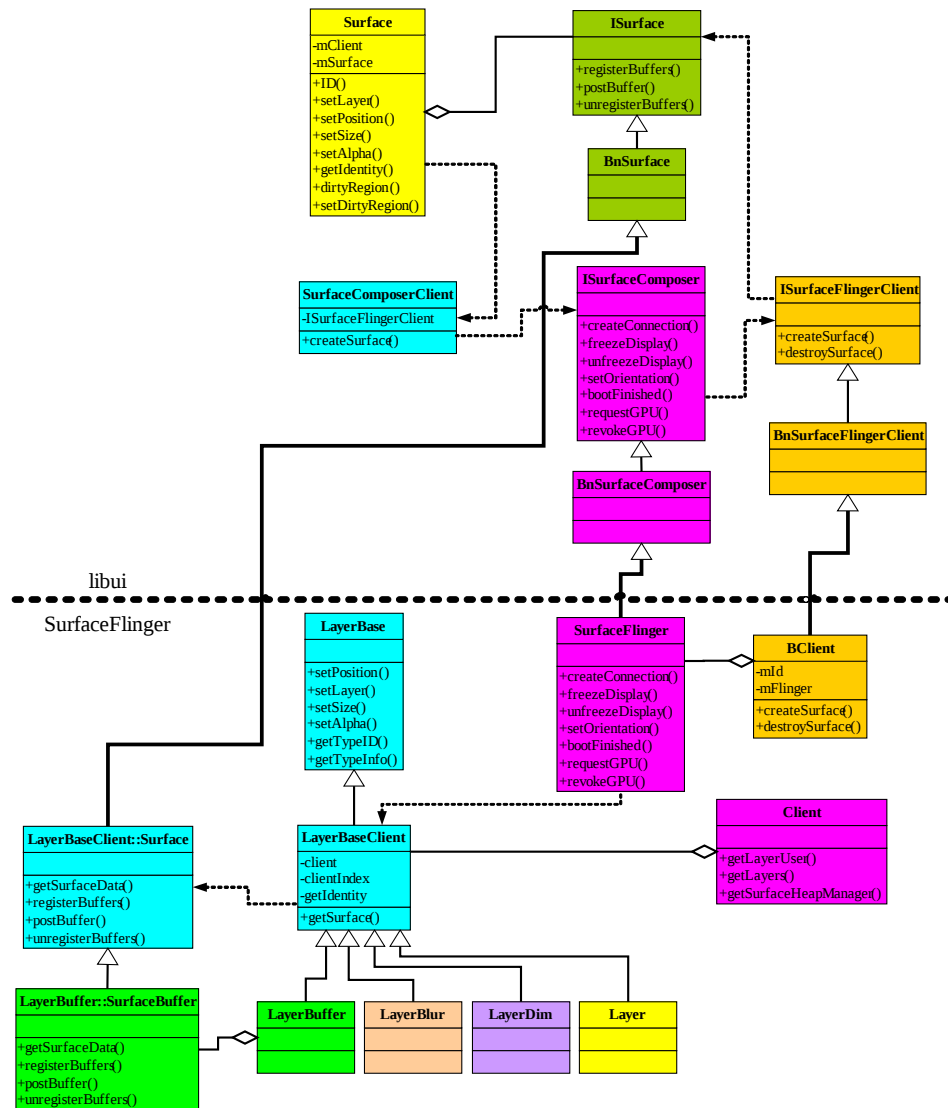 Surface
-mClient
-mSurface
+ID()
+setLayer()
+setPosition()
+setSize()
+setAlpha()
+getIdentity()
+dirtyRegion()
+setDirtyRegion()
ISurface
+registerBuffers()
+postBuffer()
+unregisterBuffers()
BnSurface
SurfaceComposerClient
-ISurfaceFlingerClient
+createSurface()
ISurfaceComposer
+createConnection()
+freezeDisplay()
+unfreezeDisplay()
+setOrientation()
+bootFinished()
+requestGPU()
+revokeGPU()
ISurfaceFlingerClient
+createSurface()
+destroySurface()
BnSurfaceFlingerClient
BnSurfaceComposer
libui
SurfaceFlinger
LayerBase
+setPosition()
+setLayer()
+setSize()
+setAlpha()
+getTypeID()
+getTypeInfo()
SurfaceFlinger
+createConnection()
+freezeDisplay()
+unfreezeDisplay()
+setOrientation()
+bootFinished()
+requestGPU()
+revokeGPU()
BClient
-mId
-mFlinger
+createSurface()
+destroySurface()
LayerBaseClient::Surface
+getSurfaceData()
+registerBuffers()
+postBuffer()
+unregisterBuffers()
LayerBaseClient
-client
-clientIndex
-getIdentity
+getSurface()
Client
+getLayerUser()
+getLayers()
+getSurfaceHeapManager()
LayerBuffer::SurfaceBuffer
+getSurfaceData()
+registerBuffers()
+postBuffer()
+unregisterBuffers()
LayerBuffer
LayerBlur
LayerDim
Layer